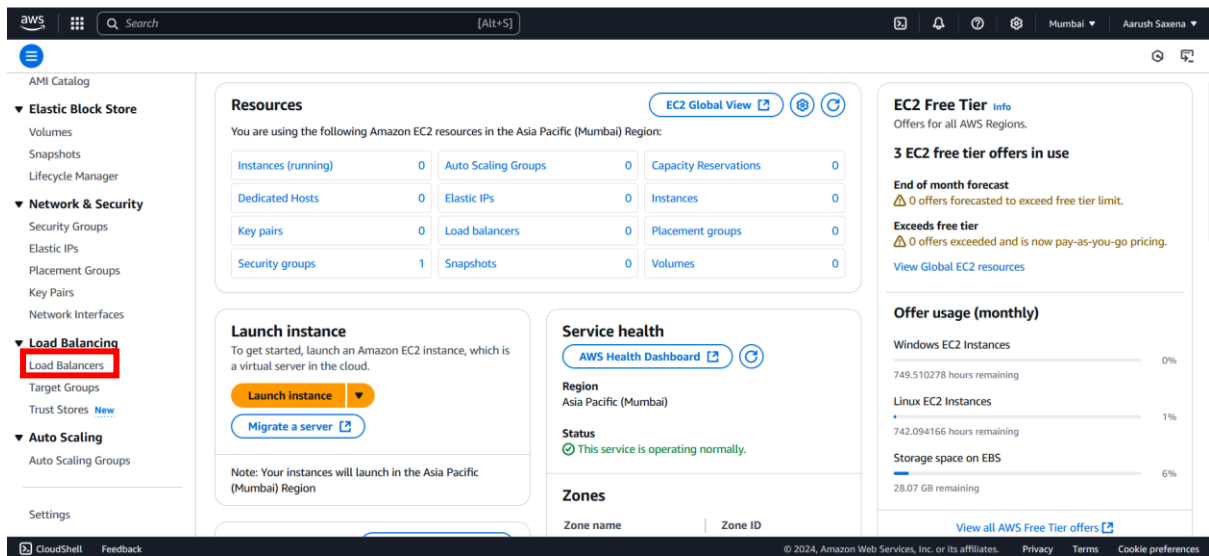 aws
Search
[Alt+S]
Mumbai
Aarush Saxena
AMI Catalog
Elastic Block Store
Volumes
Snapshots
Lifecycle Manager
Network & Security
Security Groups
Elastic IPs
Placement Groups
Key Pairs
Network Interfaces
Load Balancing
Load Balancers
Target Groups
Trust Stores New
Auto Scaling
Auto Scaling Groups
Settings
Resources
EC2 Global View
You are using the following Amazon EC2 resources in the Asia Pacific (Mumbai) Region:
Instances (running) 0 Auto Scaling Groups 0 Capacity Reservations 0
Dedicated Hosts 0 Elastic IPs 0 Instances 0
Key pairs 0 Load balancers 0 Placement groups 0
Security groups 1 Snapshots 0 Volumes 0
Launch instance
To get started, launch an Amazon EC2 instance, which is
a virtual server in the cloud.
Launch instance
Migrate a server
Note: Your instances will launch in the Asia Pacific
(Mumbai) Region
Service health
AWS Health Dashboard
Region
Asia Pacific (Mumbai)
Status
This service is operating normally.
Zones
Zone name Zone ID
EC2 Free Tier Info
Offers for all AWS Regions.
3 EC2 free tier offers in use
End of month forecast
0 offers forecasted to exceed free tier limit.
Exceeds free tier
0 offers exceeded and is now pay-as-you-go pricing.
View Global EC2 resources
Offer usage (monthly)
Windows EC2 Instances
0%
749.510278 hours remaining
Linux EC2 Instances
1%
742.094166 hours remaining
Storage space on EBS
6%
28.07 GB remaining
View all AWS Free Tier offers
CloudShell Feedback
© 2024, Amazon Web Services, Inc. or its affiliates. Privacy Terms Cookie preferences